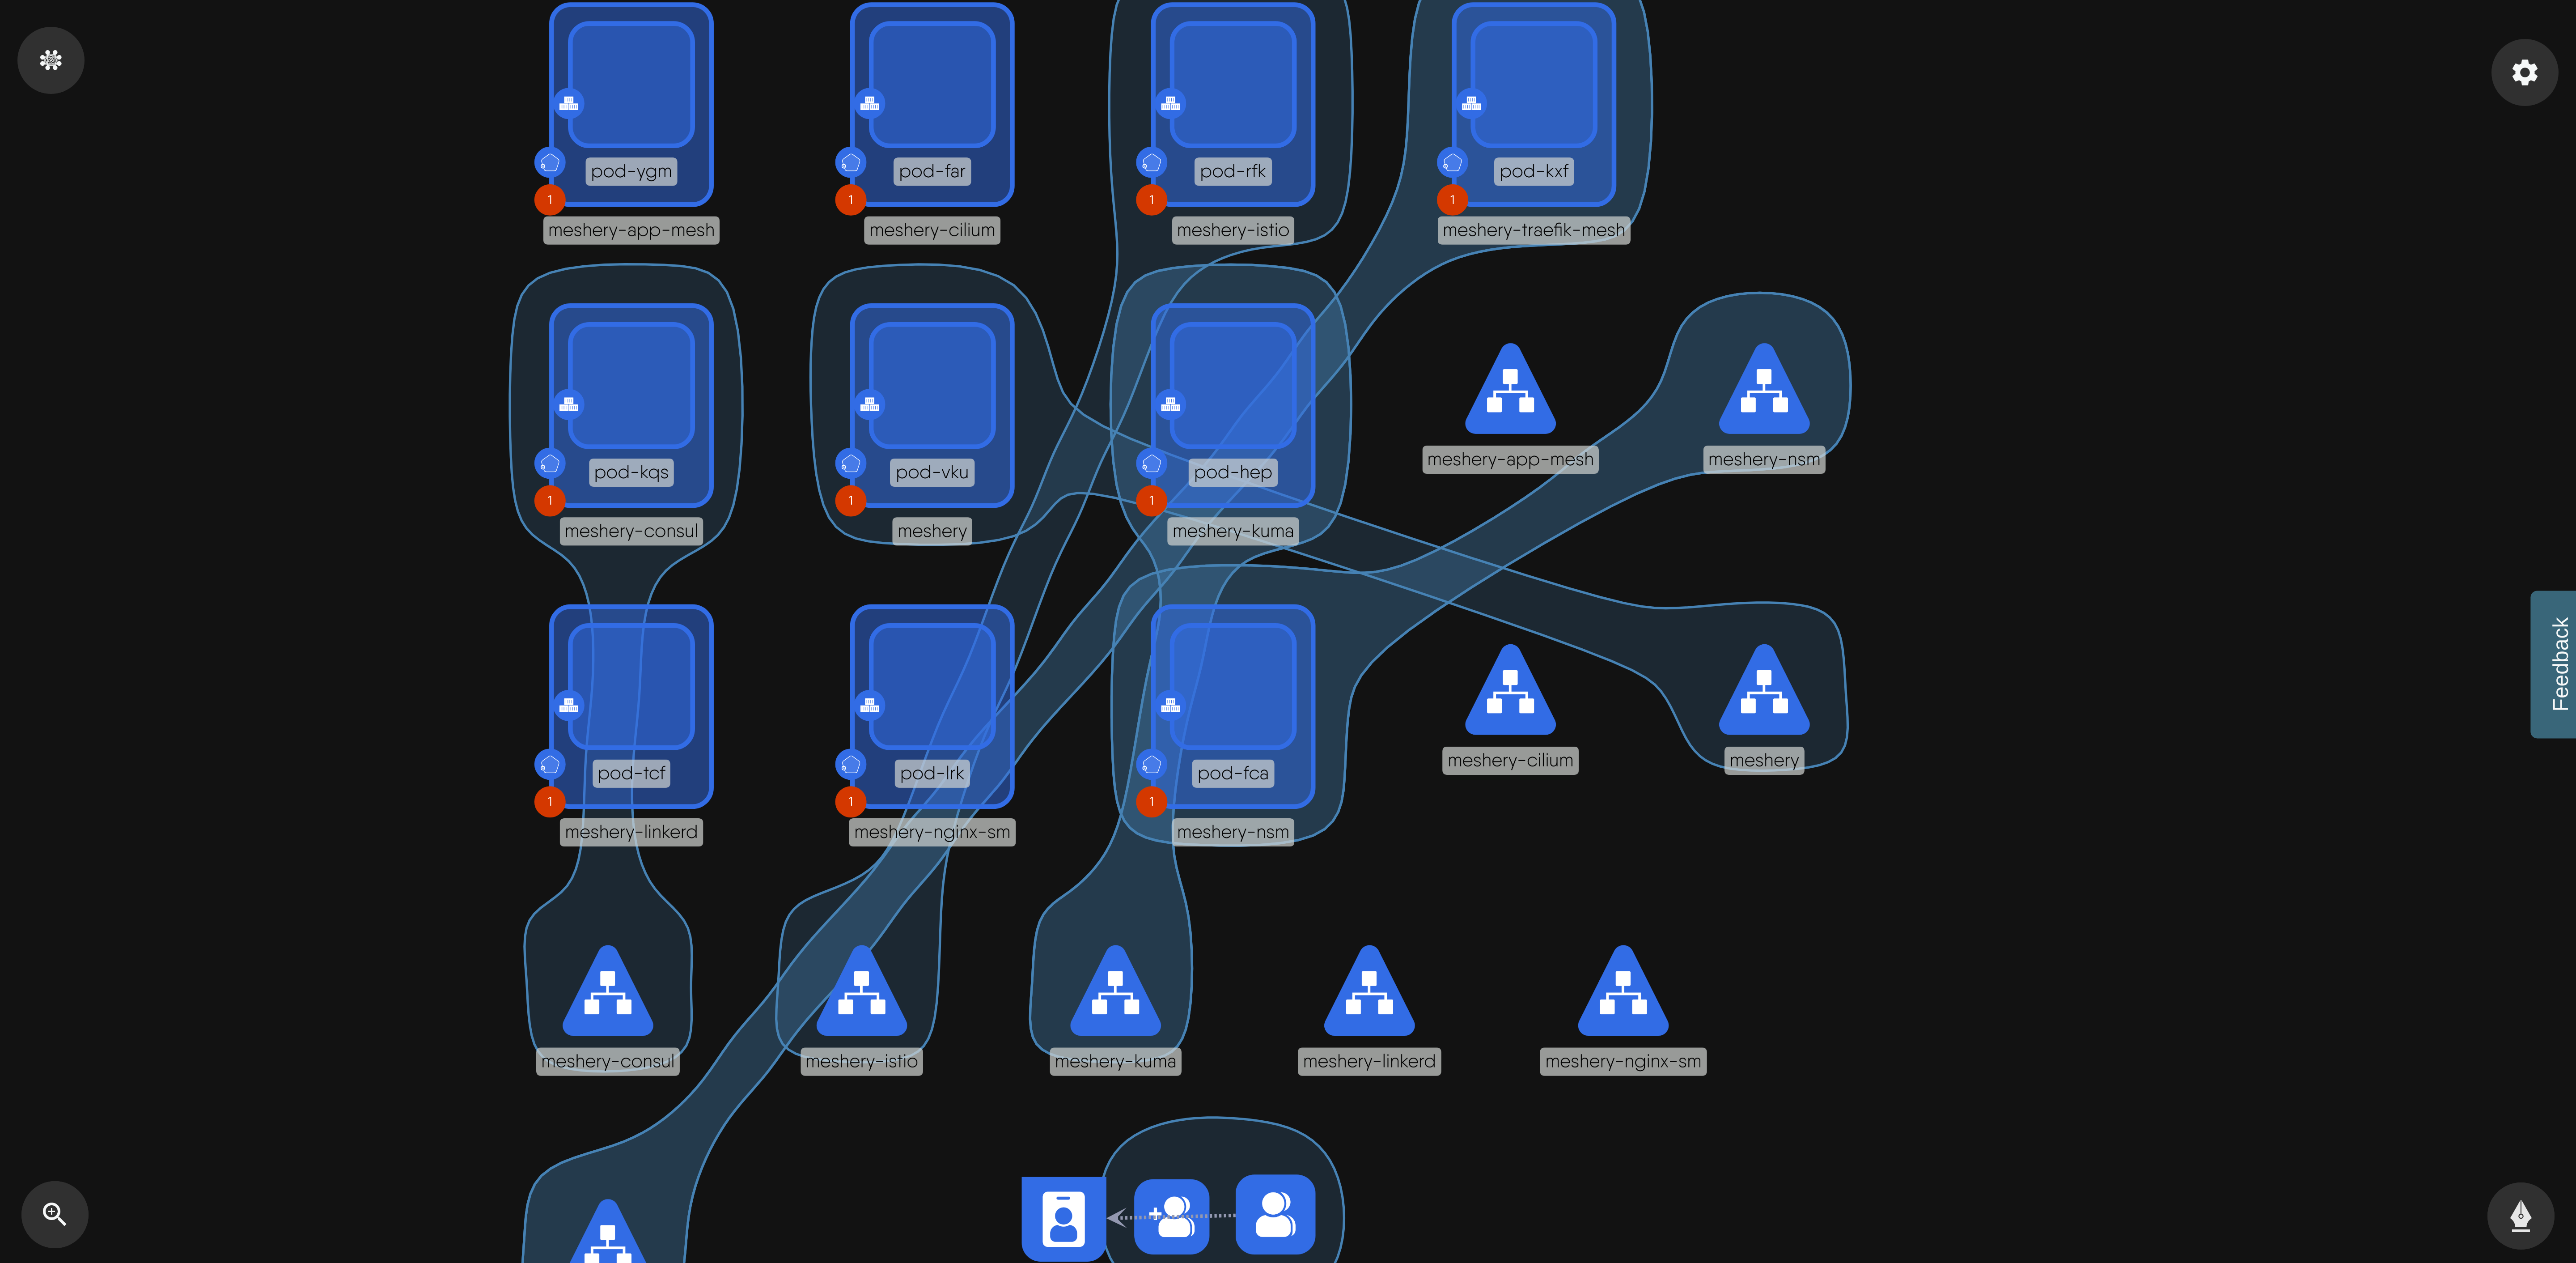 pod-ygm
pod-far
pod-rfk
pod-kxf
1
1
1
1
meshery-app-mesh
meshery-cilium
meshery-istio
meshery-traefik-mesh
pod-kqs
pod-vku
pod-hep
meshery-app-mesh
meshery-nsm
1
1
1
meshery-consul
meshery
meshery-kuma
Feedback
pod-tcf
pod-lrk
pod-fca
meshery-cilium
meshery
1
1
1
meshery-linkerd
meshery-nginx-sm
meshery-nsm
meshery-consul
meshery-istio
meshery-kuma
meshery-linkerd
meshery-nginx-sm